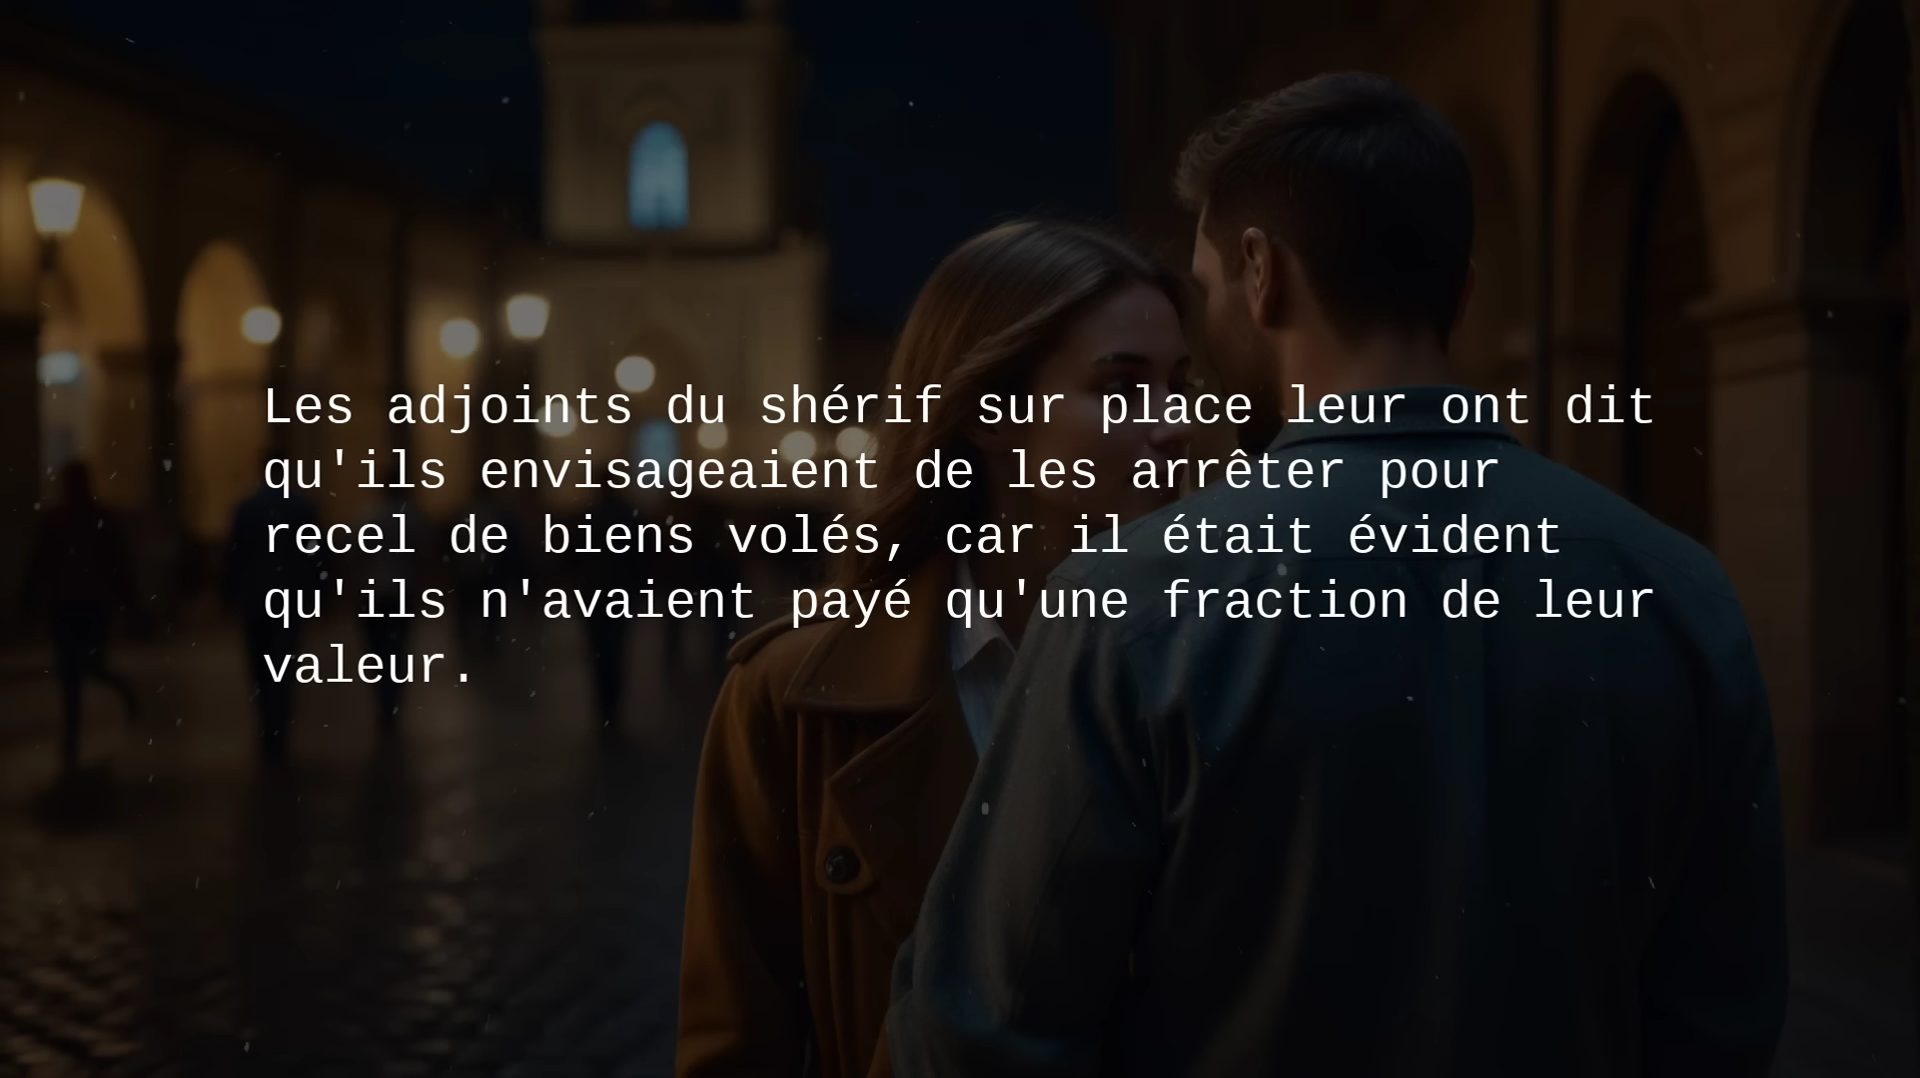 Les adjoints du shérif sur place leur ont dit
qu'ils envisageaient de les arrêter pour
recel de biens volés, car il était évident
qu'ils n'avaient payé qu'une fraction de leur
valeur.